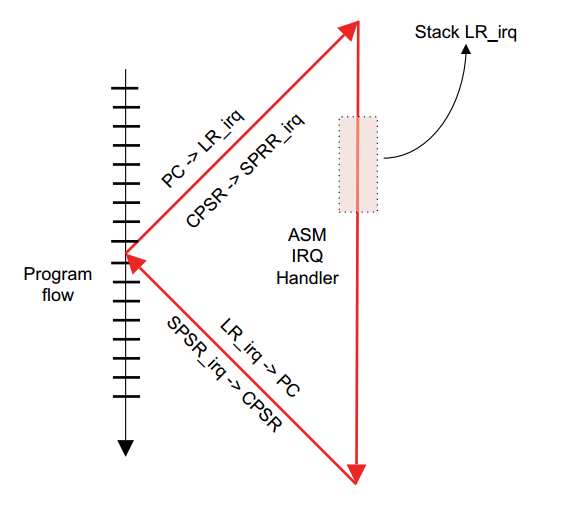 Stack LR_irq
PC -> LR_irq
CPSR -> SPRR_irq
ASM
IRQ
Handler
Program
flow
LR_irq -> PC
SPSR_irq -> CPSR